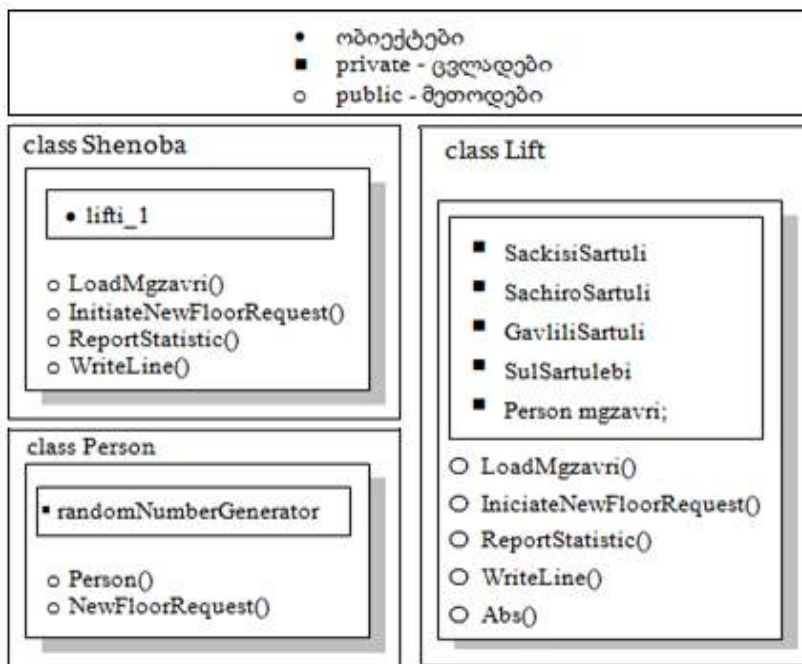 • ობიექტები
■ private - ცვლადები
○ public - მეთოდები
class Shenoba
• lifti_1
○ LoadMgzavri()
○ InitiateNewFloorRequest()
○ ReportStatistic()
○ WriteLine()
class Person
▪ randomNumberGenerator
○ Person()
○ NewFloorRequest()
class Lift
■ SackisiSartuli
■ SachiroSartuli
■ GavliliSartuli
■ SulSartulebi
■ Person mgzavri;
○ LoadMgzavri()
○ IniciateNewFloorRequest()
○ ReportStatistic()
○ WriteLine()
○ Abs()